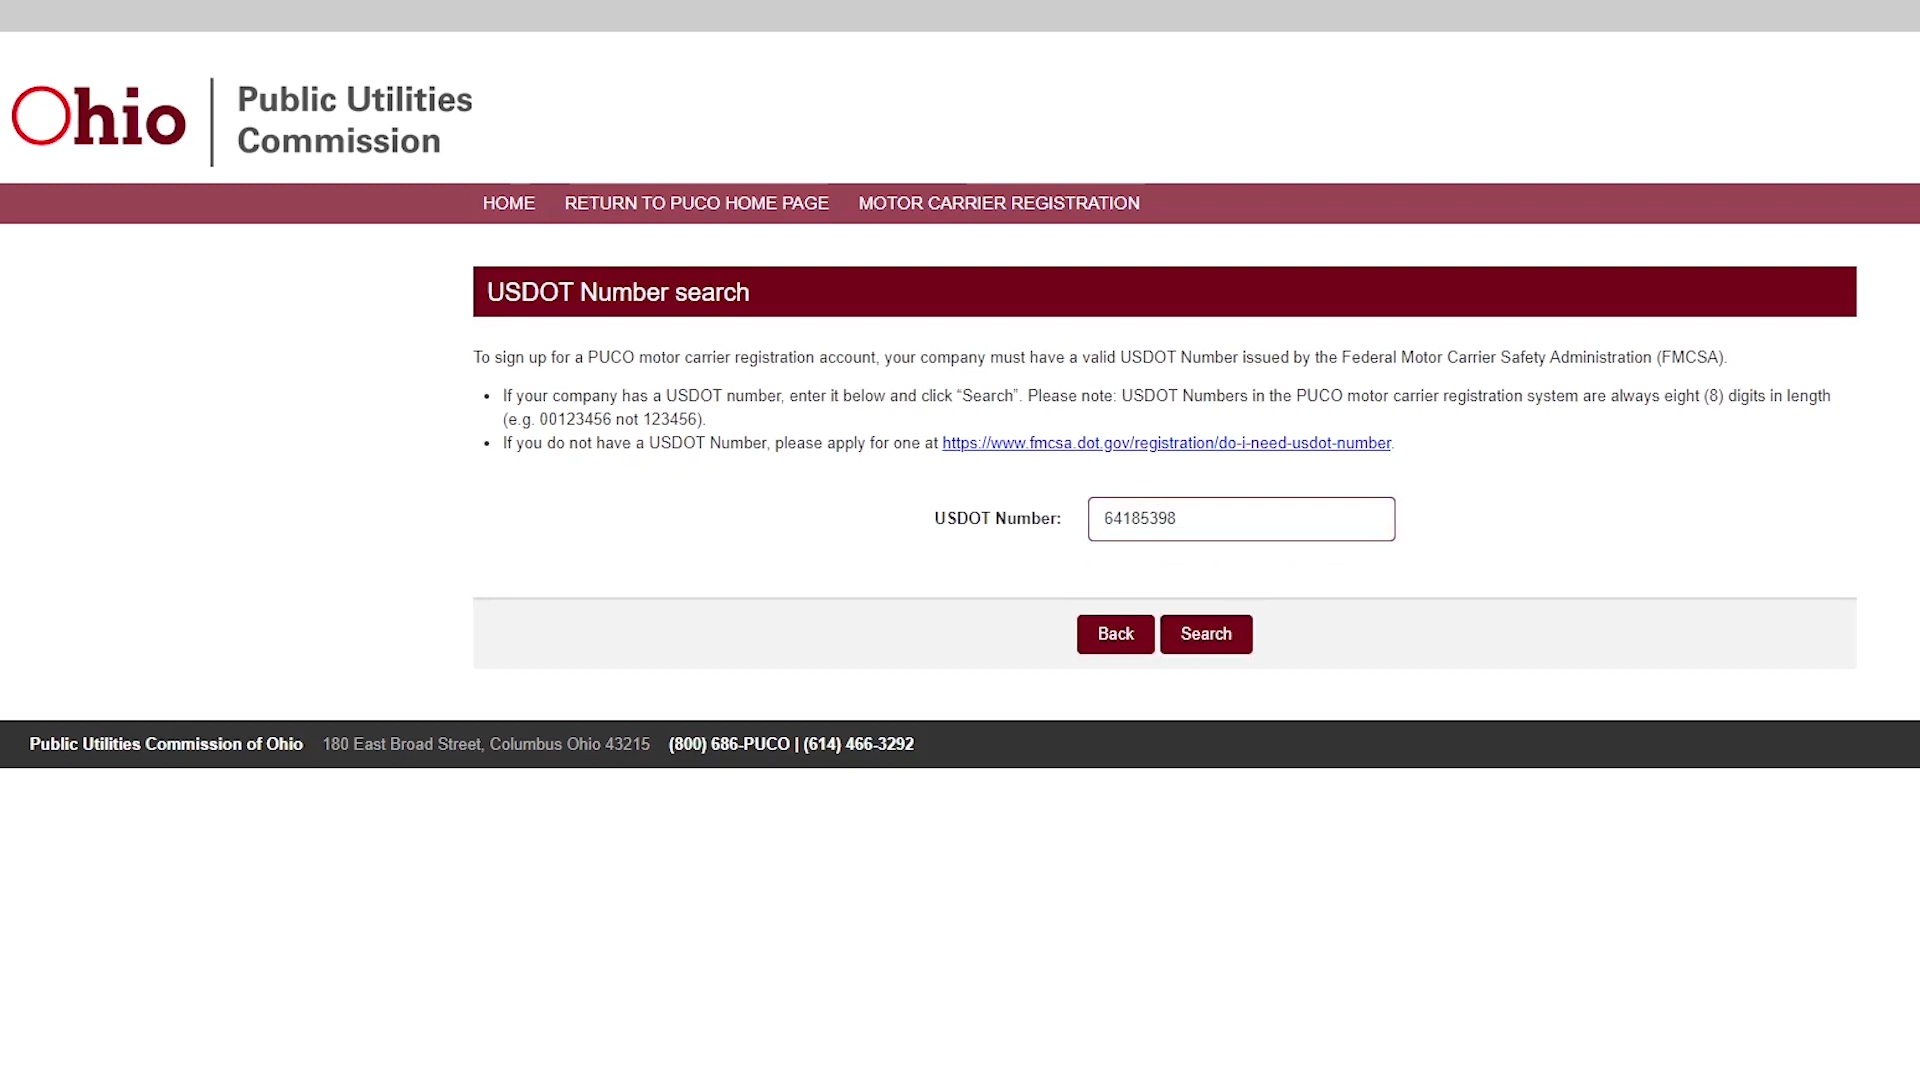 Ohio
Public Utilities
Commission
HOME RETURN TO PUCO HOME PAGE MOTOR CARRIER REGISTRATION
USDOT Number search
To sign up for a PUCO motor carrier registration account, your company must have a valid USDOT Number issued by the Federal Motor Carrier Safety Administration (FMCSA).
• If your company has a USDOT number, enter it below and click “Search”. Please note: USDOT Numbers in the PUCO motor carrier registration system are always eight (8) digits in length
(e.g. 00123456 not 123456).
• If you do not have a USDOT Number, please apply for one at https://www.fmcsa.dot.gov/registration/do-i-need-usdot-number.
USDOT Number: 64185398
Back Search
Public Utilities Commission of Ohio 180 East Broad Street, Columbus Ohio 43215 (800) 686-PUCO | (614) 466-3292